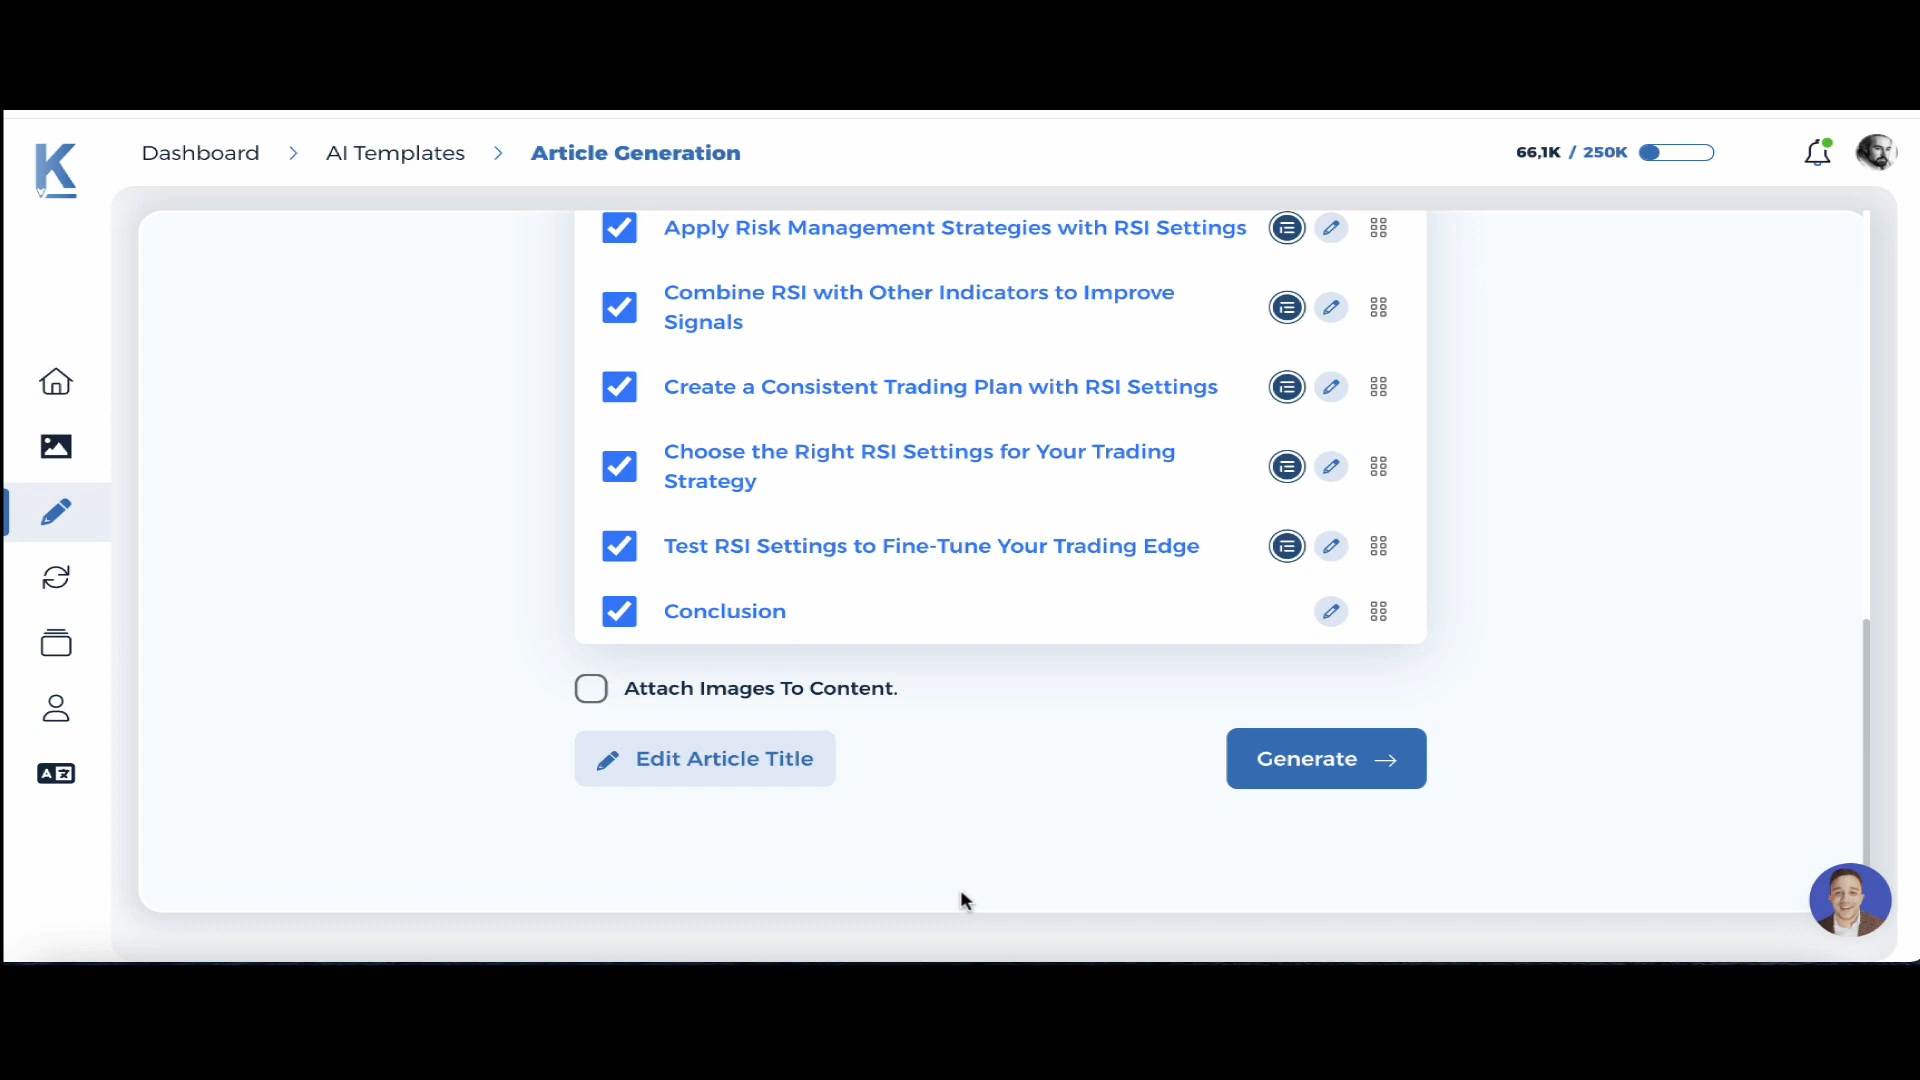 K
Dashboard > AI Templates > Article Generation
66,1K / 250K
Apply Risk Management Strategies with RSI Settings
Combine RSI with Other Indicators to Improve
Signals
Create a Consistent Trading Plan with RSI Settings
Choose the Right RSI Settings for Your Trading
Strategy
Test RSI Settings to Fine-Tune Your Trading Edge
Conclusion
Attach Images To Content.
Edit Article Title
Generate →